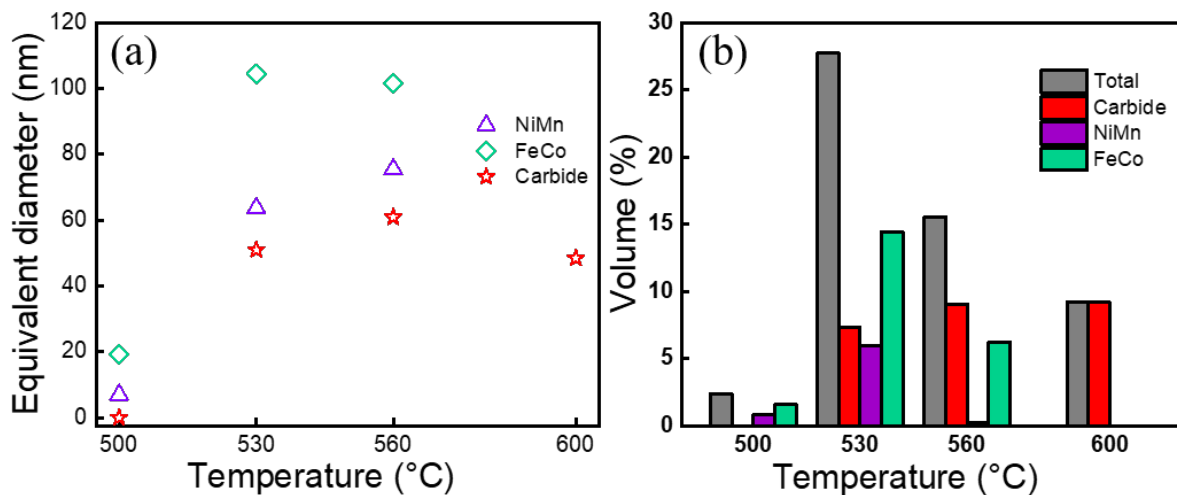 (a)
Equivalent diameter (nm)
120
100
80
60
40
20
0
NiMn
FeCo
Carbide
500
530
560
600
Temperature (°C)
(b)
Volume (%)
30
25
20
15
10
5
0
Total
Carbide
NiMn
FeCo
500
530
560
600
Temperature (°C)